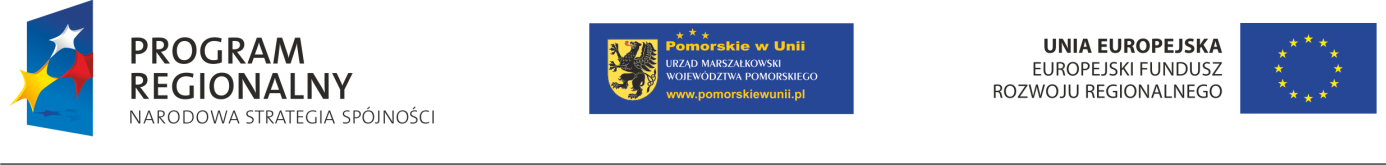 PROGRAM
REGIONALNY
NARODOWA STRATEGIA SPÓJNOŚCI
Pomorskie w Unii
URZĄD MARSZAŁKOWSKI
WOJEWÓDZTWA POMORSKIEGO
www.pomorskiewunii.pl
UNIA EUROPEJSKA
EUROPEJSKI FUNDUSZ
ROZWOJU REGIONALNEGO